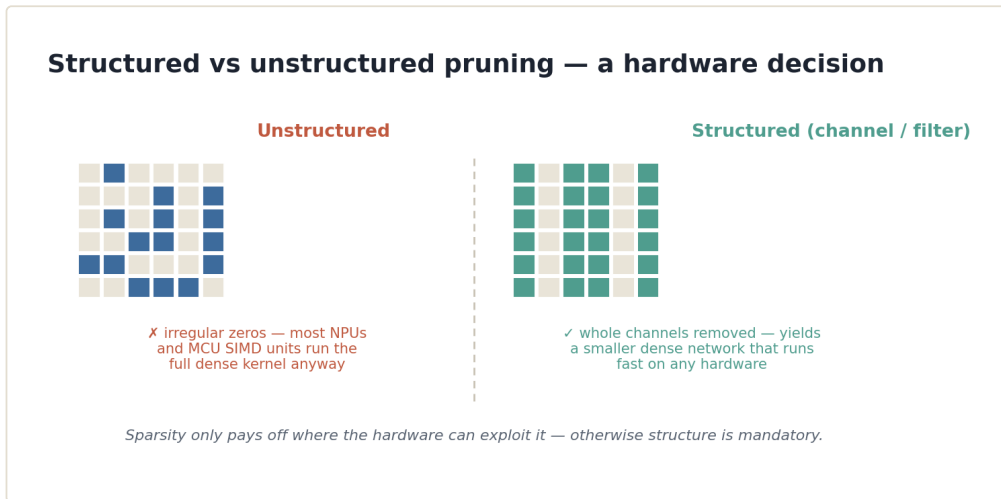 Structured vs unstructured pruning — a hardware decision
Unstructured
✗ irregular zeros — most NPUs
and MCU SIMD units run the
full dense kernel anyway
Structured (channel / filter)
✓ whole channels removed — yields
a smaller dense network that runs
fast on any hardware
Sparsity only pays off where the hardware can exploit it — otherwise structure is mandatory.